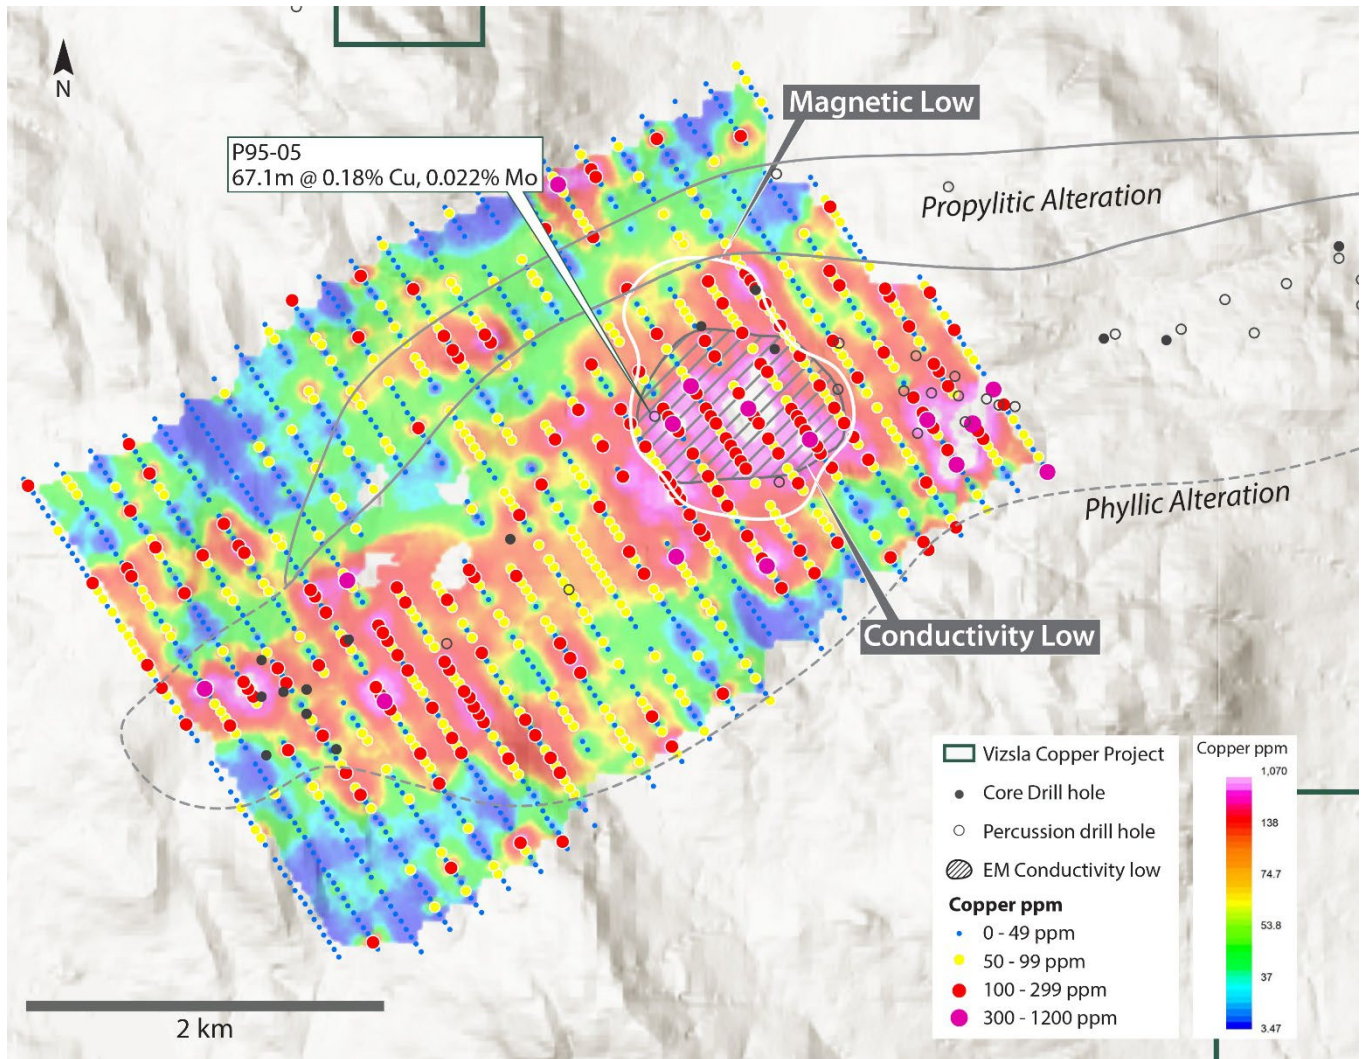 N
Magnetic Low
P95-05
67.1m @ 0.18% Cu, 0.022% Mo
Propylitic Alteration
Phyllic Alteration
Conductivity Low
Vizsla Copper Project
Core Drill hole
Percussion drill hole
EM Conductivity low
Copper ppm
0 - 49 ppm
50 - 99 ppm
100 - 299 ppm
300 - 1200 ppm
Copper ppm
1,070
138
74.7
53.8
37
3.47
2 km